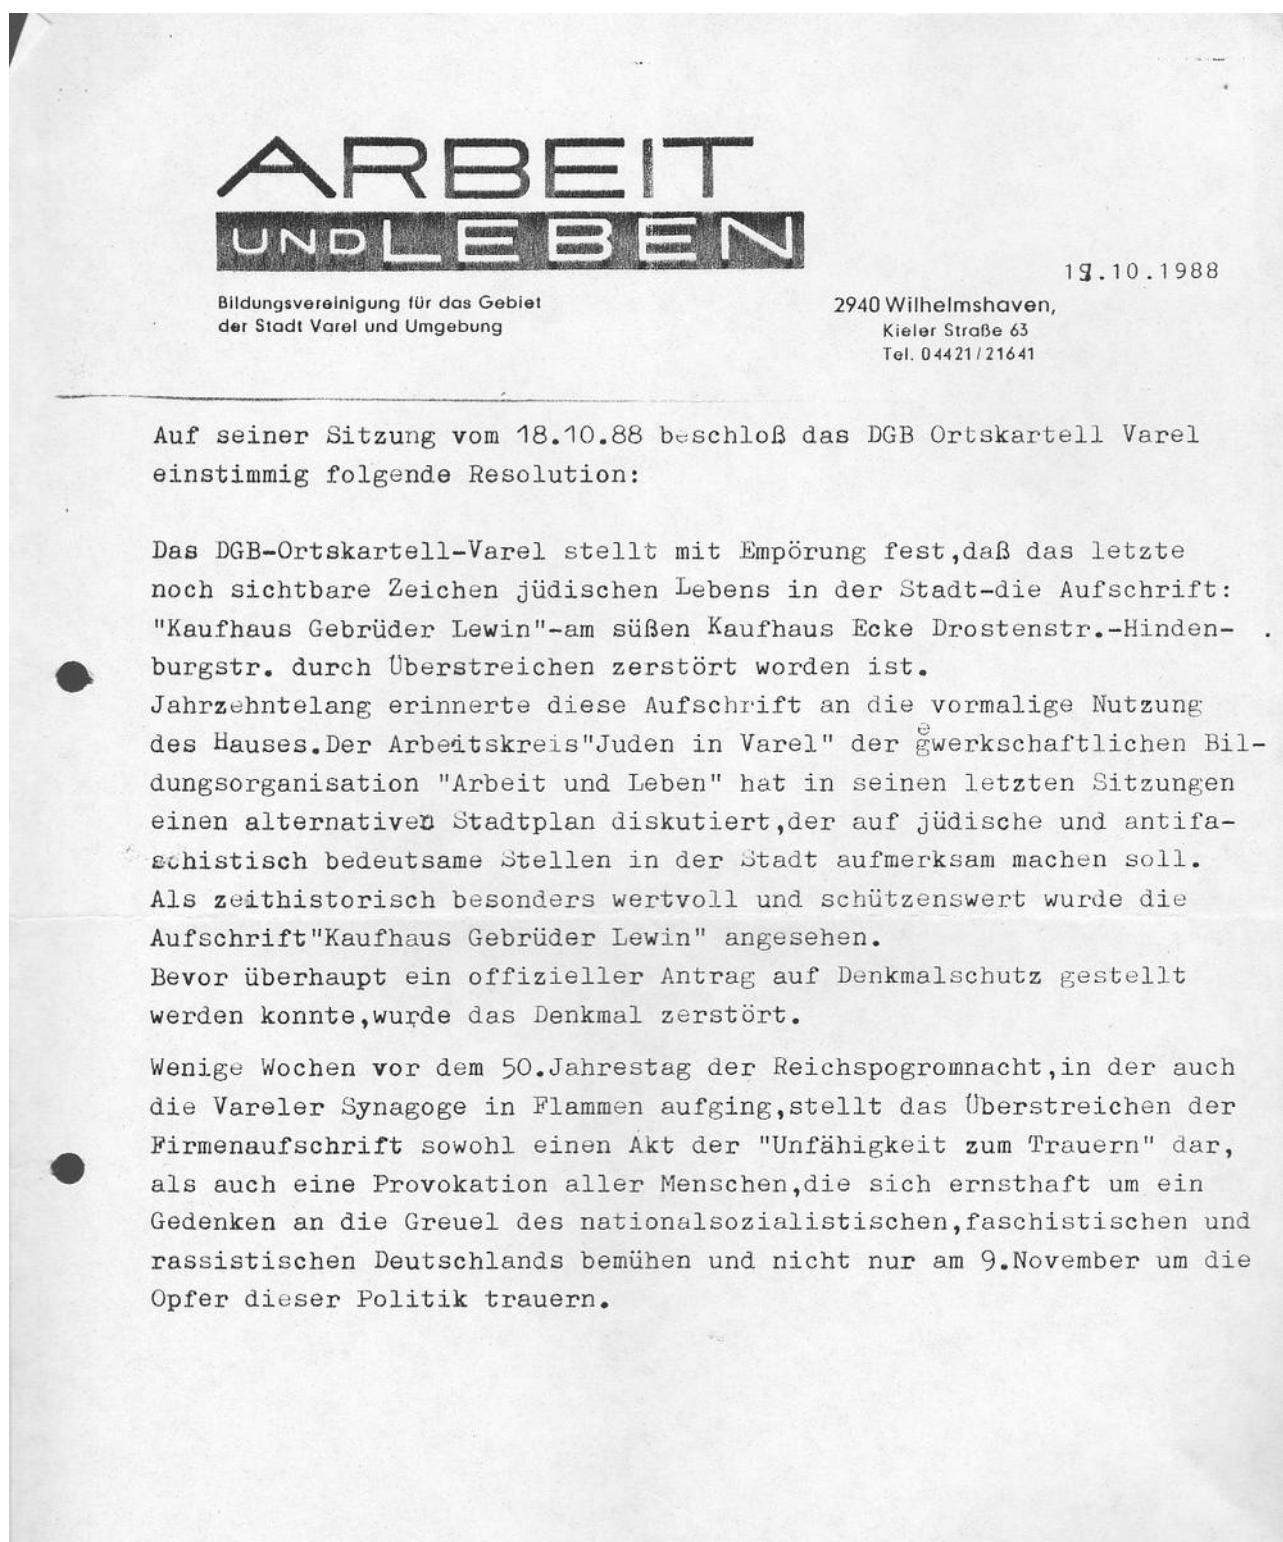 ARBEIT
UND LEBEN
19.10.1988
Bildungsvereinigung für das Gebiet
der Stadt Varel und Umgebung
2940 Wilhelmshaven,
Kieler Straße 63
Tel. 04421/21641
Auf seiner Sitzung vom 18.10.88 beschloß das DGB Ortskartell Varel
einstimmig folgende Resolution:
Das DGB-Ortskartell-Varel stellt mit Empörung fest,daß das letzte
noch sichtbare Zeichen jüdischen Lebens in der Stadt-die Aufschrift:
"Kaufhaus Gebrüder Lewin"-am süßen Kaufhaus Ecke Drostenstr.-Hinden-
burgstr. durch Überstreichen zerstört worden ist.
Jahrzehntelang erinnerte diese Aufschrift an die vormalige Nutzung
des Hauses.Der Arbeitskreis"Juden in Varel" der gewerkschaftlichen Bil-
dungsorganisation "Arbeit und Leben" hat in seinen letzten Sitzungen
einen alternativen Stadtplan diskutiert,der auf jüdische und antifa-
schistisch bedeutsame Stellen in der Stadt aufmerksam machen soll.
Als zeithistorisch besonders wertvoll und schützenswert wurde die
Aufschrift"Kaufhaus Gebrüder Lewin" angesehen.
Bevor überhaupt ein offizieller Antrag auf Denkmalschutz gestellt
werden konnte,wurde das Denkmal zerstört.
Wenige Wochen vor dem 50.Jahrestag der Reichspogromnacht,in der auch
die Vareler Synagoge in Flammen aufging,stellt das Überstreichen der
Firmenaufschrift sowohl einen Akt der "Unfähigkeit zum Trauern" dar,
als auch eine Provokation aller Menschen,die sich ernsthaft um ein
Gedenken an die Greuel des nationalsozialistischen,faschistischen und
rassistischen Deutschlands bemühen und nicht nur am 9.November um die
Opfer dieser Politik trauern.